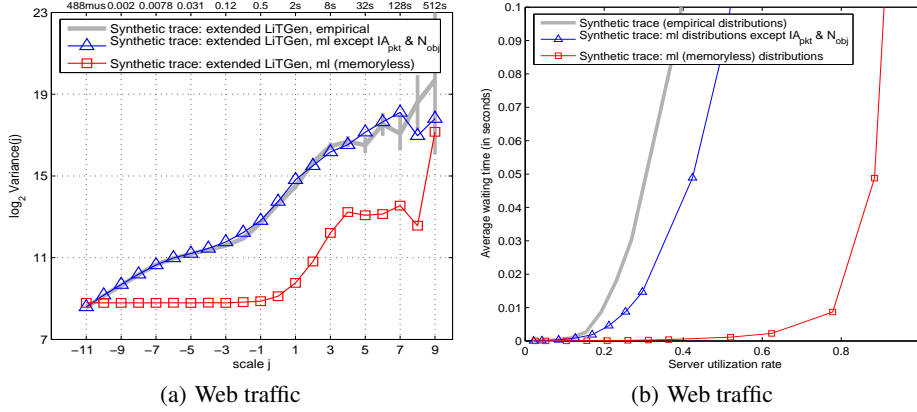 488mus 0.002 0.0078 0.031 0.12 0.5 2s 8s 32s 128s 512s
23
Synthetic trace: extended LiTGen, empirical
Synthetic trace: extended LiTGen, ml except IA_pkt & N_obj
Synthetic trace: extended LiTGen, ml (memoryless)
19
15
11
7
log_2 Variance(j)
−11 −9 −7 −5 −3 −1 1 3 5 7 9
scale j
(a) Web traffic
0.1
Synthetic trace (empirical distributions)
Synthetic trace: ml distributions except IA_pkt & N_obj
Synthetic trace: ml (memoryless) distributions
0.09
0.08
0.07
0.06
0.05
0.04
0.03
0.02
0.01
0
Average waiting time (in seconds)
0 0.2 0.4 0.6 0.8
Server utilization rate
(b) Web traffic